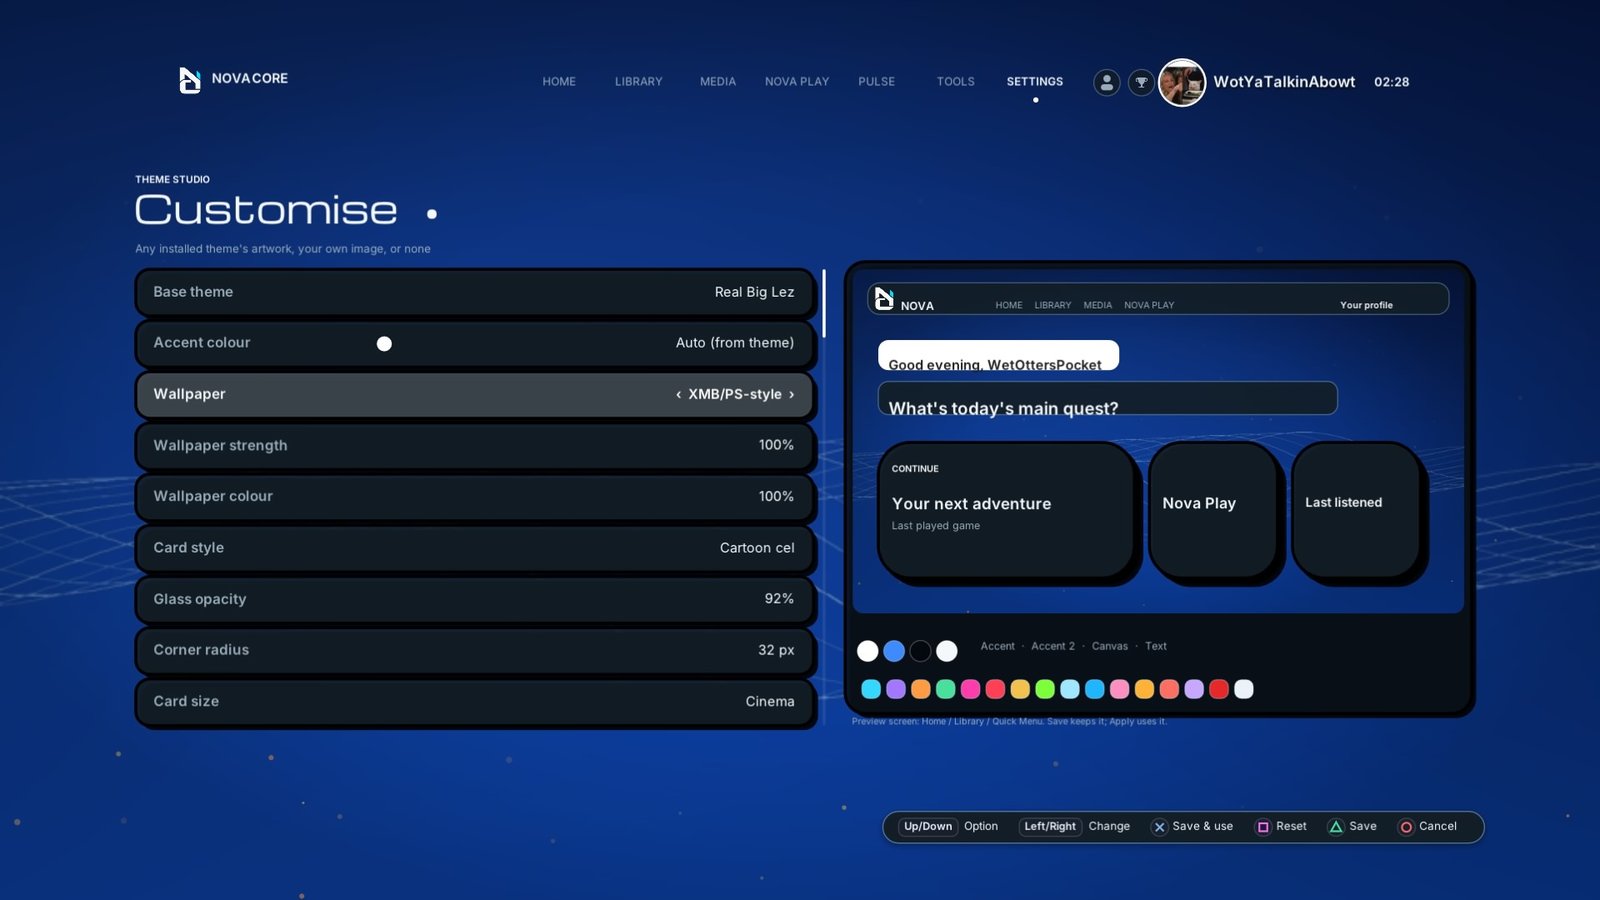 NOVA CORE
HOME LIBRARY MEDIA NOVA PLAY PULSE TOOLS SETTINGS
WotYaTalkinAbowt 02:28
THEME STUDIO
Customise
Any installed theme's artwork, your own image, or none
Base theme Real Big Lez
Accent colour Auto (from theme)
Wallpaper ‹ XMB/PS-style ›
Wallpaper strength 100%
Wallpaper colour 100%
Card style Cartoon cel
Glass opacity 92%
Corner radius 32 px
Card size Cinema
NOVA HOME LIBRARY MEDIA NOVA PLAY Your profile
Good evening, WetOttersPocket
What's today's main quest?
CONTINUE
Your next adventure
Last played game
Nova Play
Last listened
Accent · Accent 2 · Canvas · Text
Preview screen: Home / Library / Quick Menu. Save keeps it; Apply uses it.
Up/Down Option Left/Right Change Save & use Reset Save Cancel